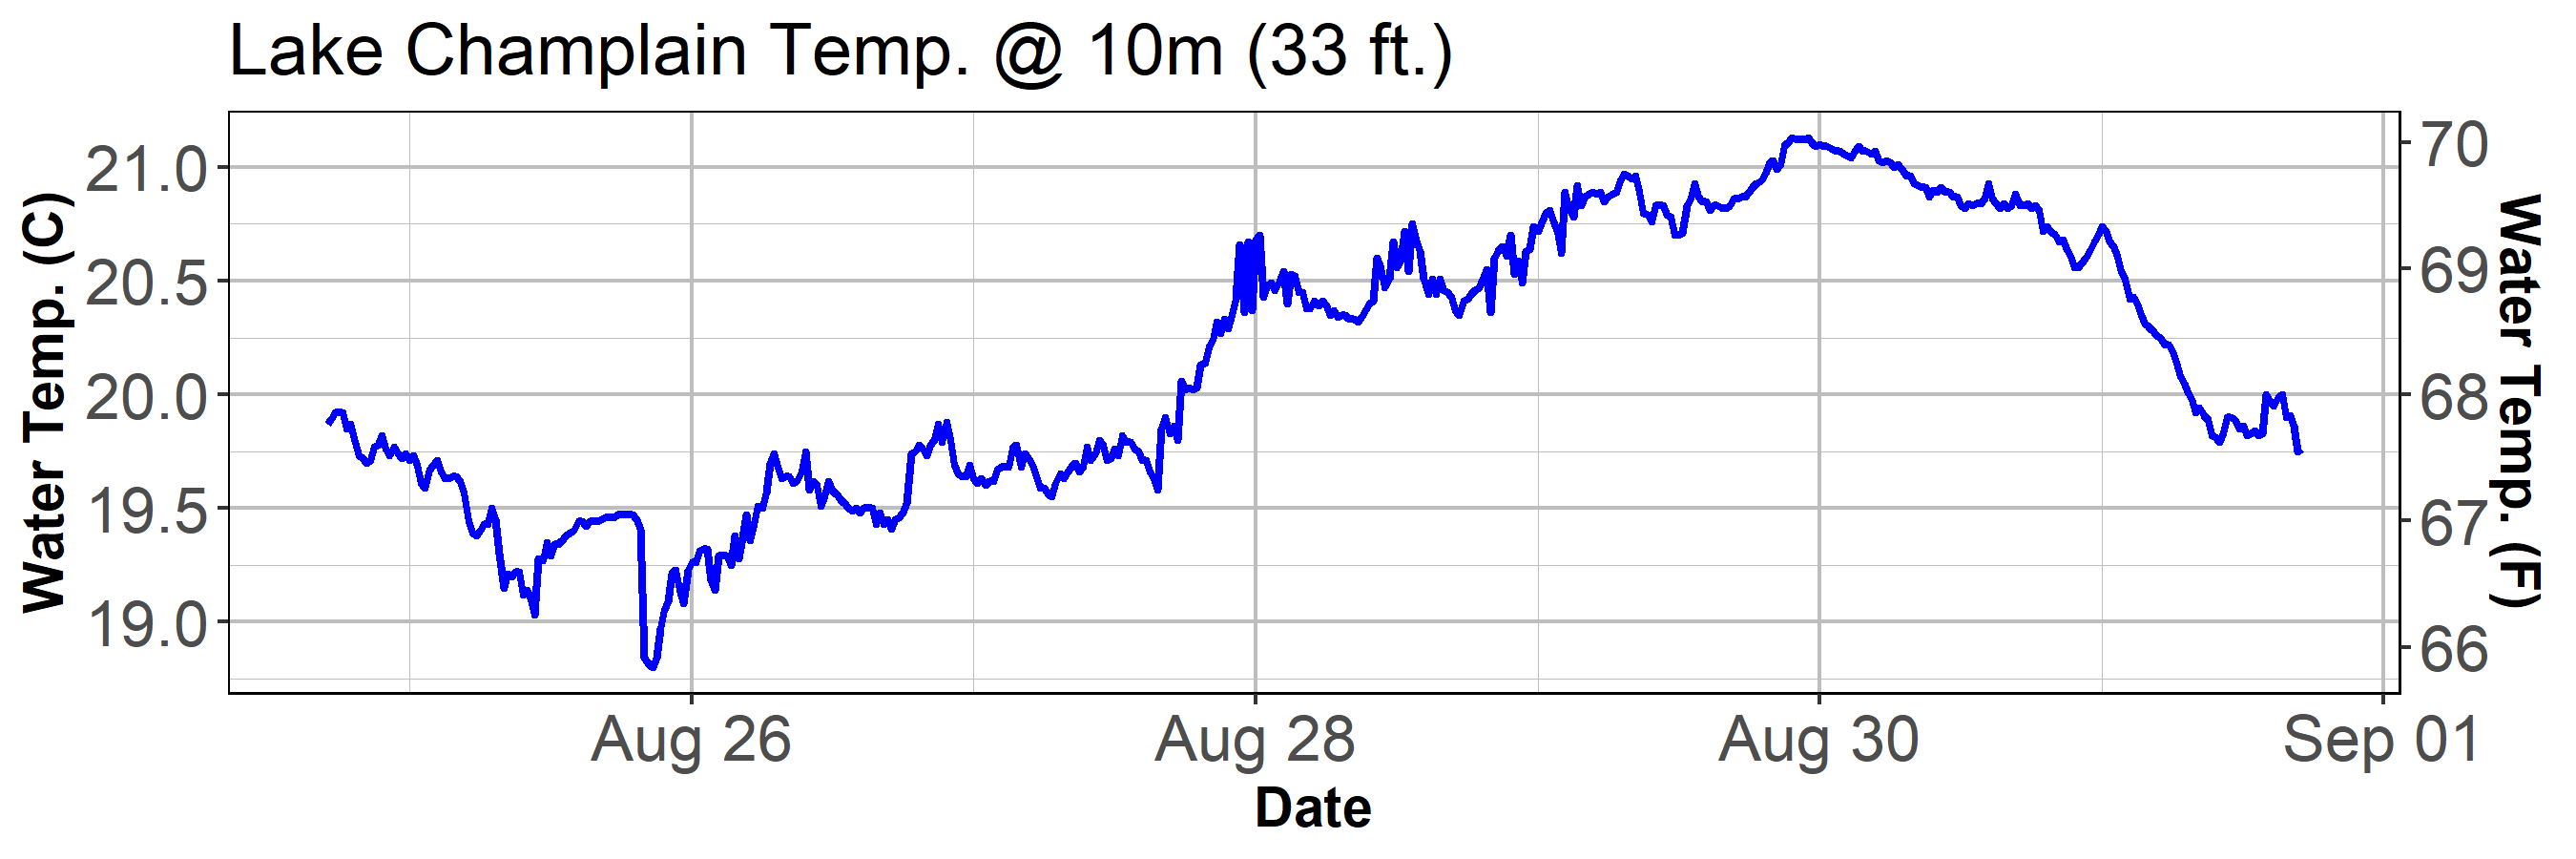 Lake Champlain Temp. @ 10m (33 ft.)
Water Temp. (C)
21.0
20.5
20.0
19.5
19.0
70
69
68
67
66
Water Temp. (F)
Aug 26
Aug 28
Aug 30
Sep 01
Date